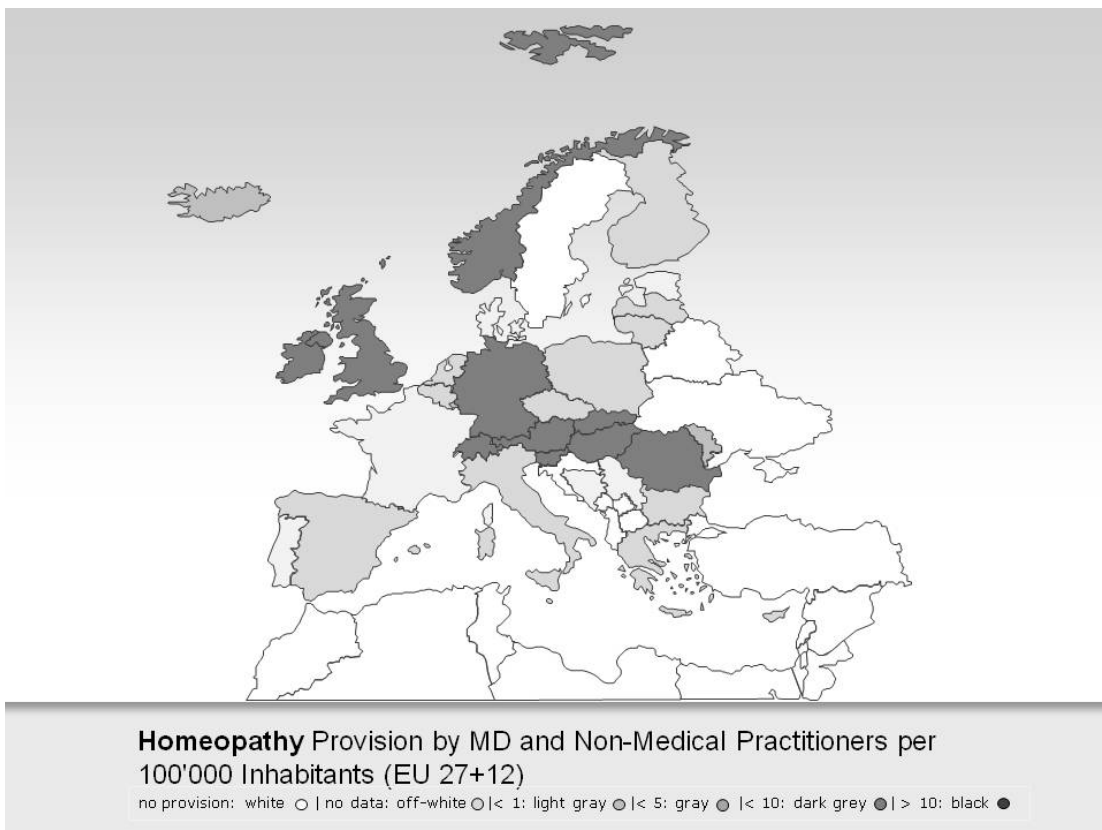 Homeopathy Provision by MD and Non-Medical Practitioners per
100'000 Inhabitants (EU 27+12)
no provision: white | no data: off-white |< 1: light gray |< 5: gray |< 10: dark grey | > 10: black